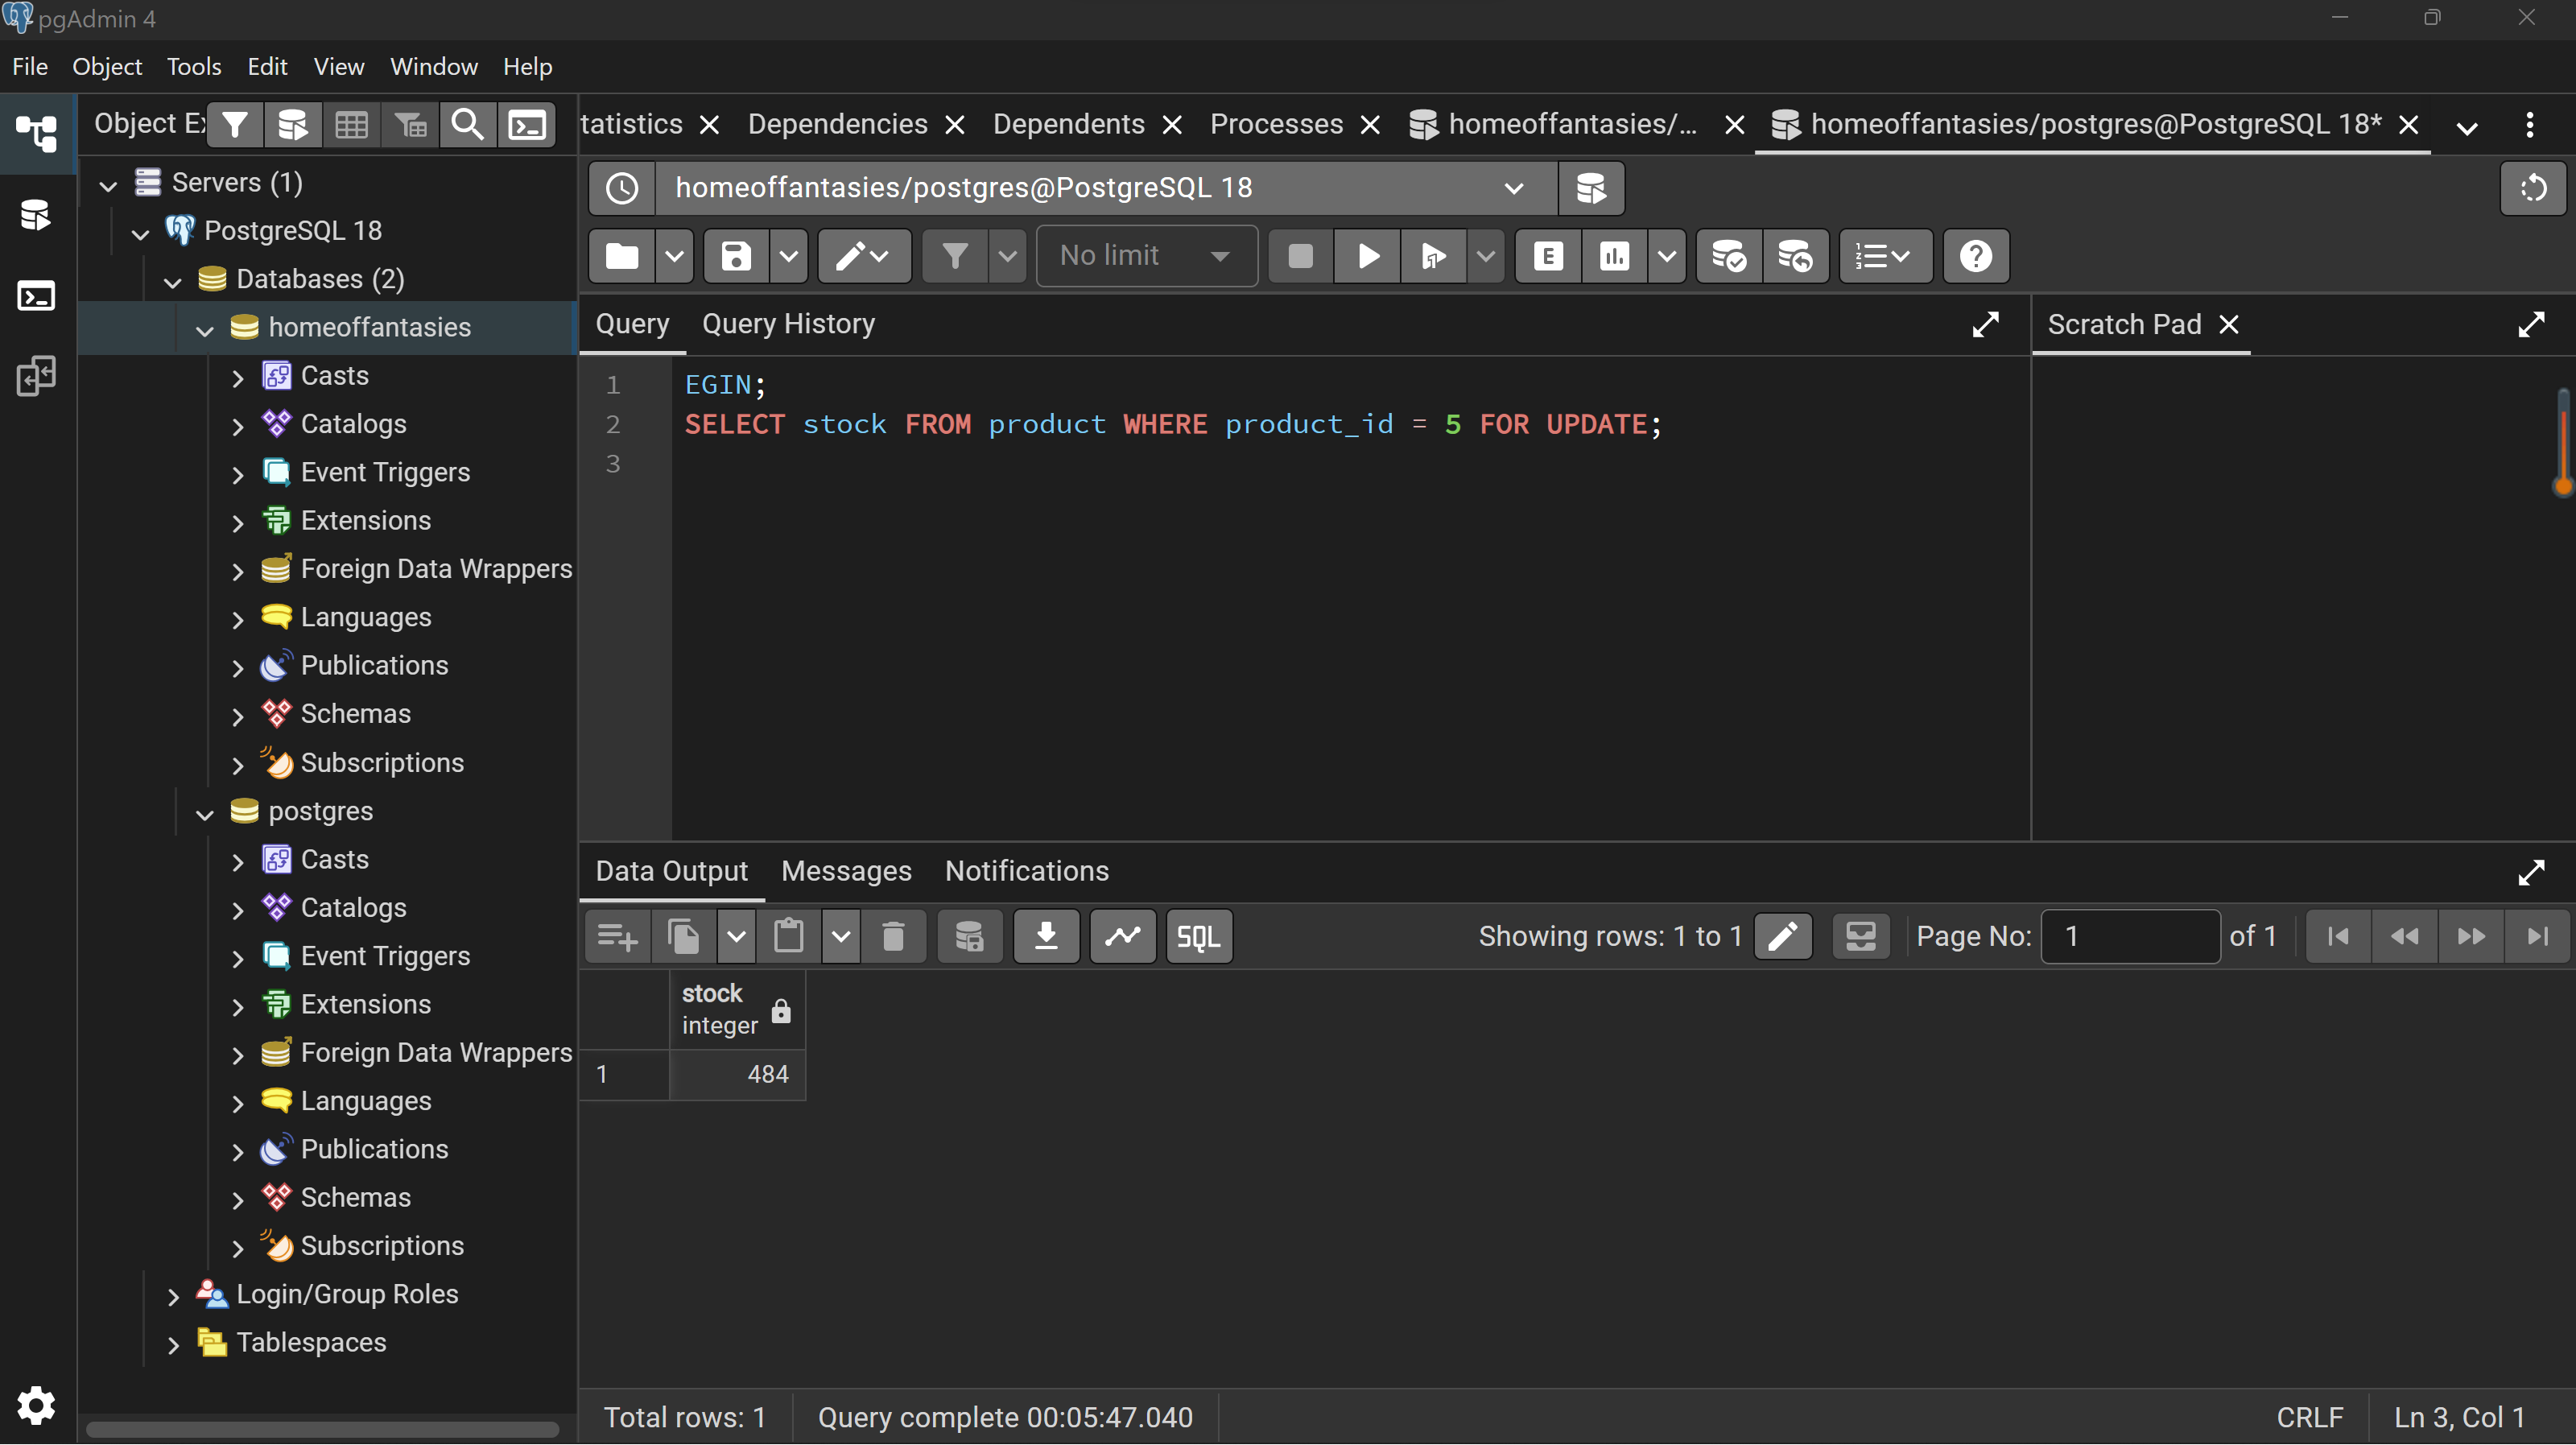 pgAdmin 4
File Object Tools Edit View Window Help
Object Ex
tatistics Dependencies Dependents Processes homeoffantasies/... homeoffantasies/postgres@PostgreSQL 18*
Servers (1)
PostgreSQL 18
Databases (2)
homeoffantasies
Casts
Catalogs
Event Triggers
Extensions
Foreign Data Wrappers
Languages
Publications
Schemas
Subscriptions
postgres
Casts
Catalogs
Event Triggers
Extensions
Foreign Data Wrappers
Languages
Publications
Schemas
Subscriptions
Login/Group Roles
Tablespaces
homeoffantasies/postgres@PostgreSQL 18
No limit
E
Query Query History
Scratch Pad
1 EGIN;
2 SELECT stock FROM product WHERE product_id = 5 FOR UPDATE;
3
Data Output Messages Notifications
SQL Showing rows: 1 to 1 Page No: 1 of 1
stock
integer
1 484
Total rows: 1 Query complete 00:05:47.040 CRLF Ln 3, Col 1